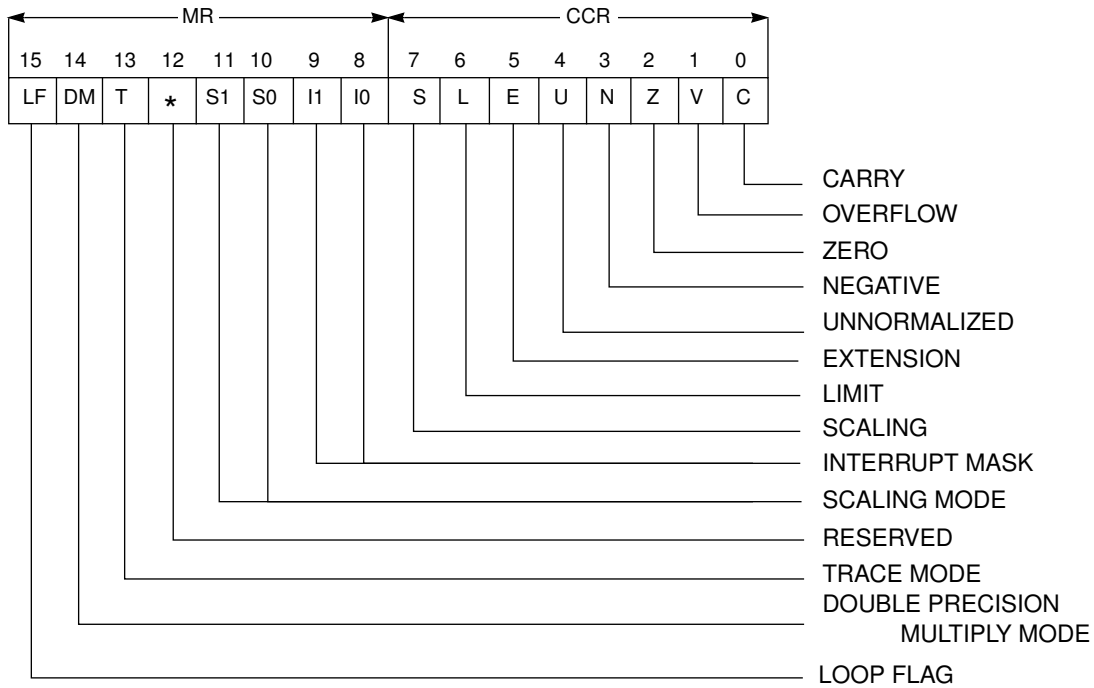 MR CCR
15 14 13 12 11 10 9 8 7 6 5 4 3 2 1 0
LF DM T * S1 S0 I1 I0 S L E U N Z V C
CARRY
OVERFLOW
ZERO
NEGATIVE
UNNORMALIZED
EXTENSION
LIMIT
SCALING
INTERRUPT MASK
SCALING MODE
RESERVED
TRACE MODE
DOUBLE PRECISION
MULTIPLY MODE
LOOP FLAG